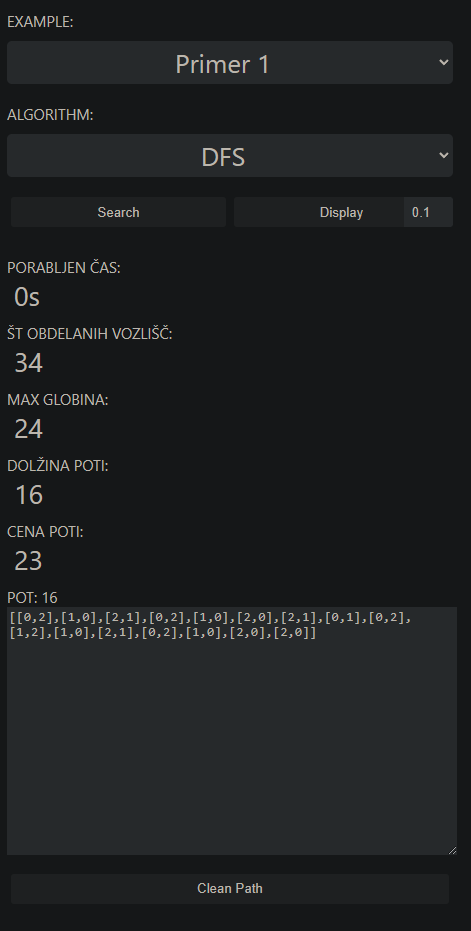 EXAMPLE:
Primer 1
ALGORITHM:
DFS
Search Display 0.1
PORABLJEN ČAS:
0s
ŠT OBDELANIH VOZLIŠČ:
34
MAX GLOBINA:
24
DOLŽINA POTI:
16
CENA POTI:
23
POT: 16
[[0,2],[1,0],[2,1],[0,2],[1,0],[2,0],[2,1],[0,1],[0,2],
[1,2],[1,0],[2,1],[0,2],[1,0],[2,0],[2,0]]
Clean Path